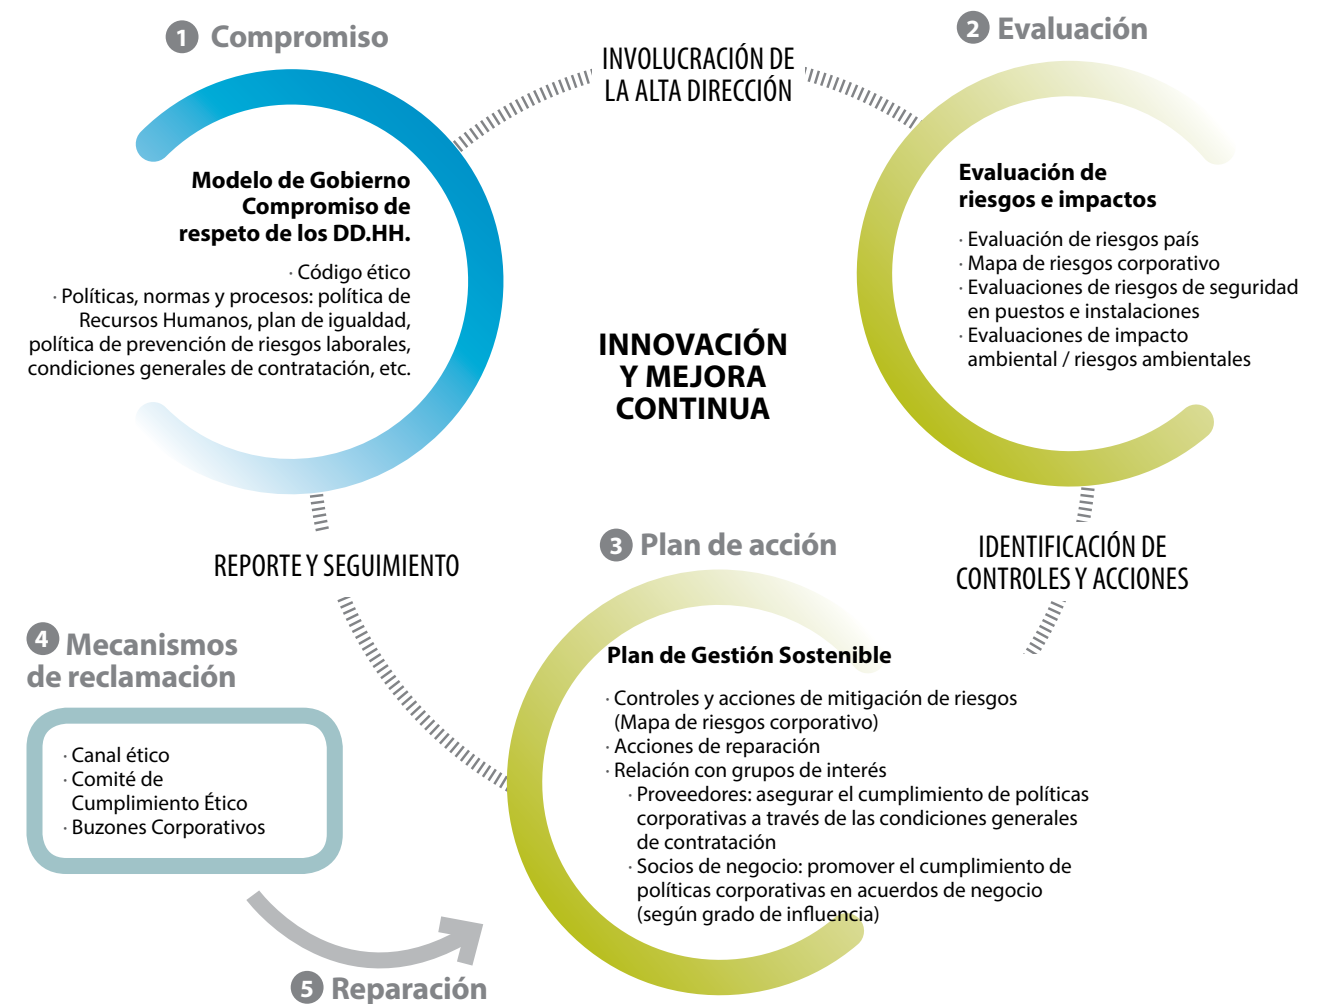 1 Compromiso
Modelo de Gobierno
Compromiso de
respeto de los DD.HH.
· Código ético
· Políticas, normas y procesos: política de
Recursos Humanos, plan de igualdad,
política de prevención de riesgos laborales,
condiciones generales de contratación, etc.
INVOLUCRACIÓN DE
LA ALTA DIRECCIÓN
2 Evaluación
Evaluación de
riesgos e impactos
· Evaluación de riesgos país
· Mapa de riesgos corporativo
· Evaluaciones de riesgos de seguridad
en puestos e instalaciones
· Evaluaciones de impacto
ambiental / riesgos ambientales
INNOVACIÓN
Y MEJORA
CONTINUA
IDENTIFICACIÓN DE
CONTROLES Y ACCIONES
3 Plan de acción
Plan de Gestión Sostenible
· Controles y acciones de mitigación de riesgos
(Mapa de riesgos corporativo)
· Acciones de reparación
· Relación con grupos de interés
· Proveedores: asegurar el cumplimiento de políticas
corporativas a través de las condiciones generales
de contratación
· Socios de negocio: promover el cumplimiento de
políticas corporativas en acuerdos de negocio
(según grado de influencia)
REPORTE Y SEGUIMIENTO
4 Mecanismos
de reclamación
· Canal ético
· Comité de
Cumplimiento Ético
· Buzones Corporativos
5 Reparación